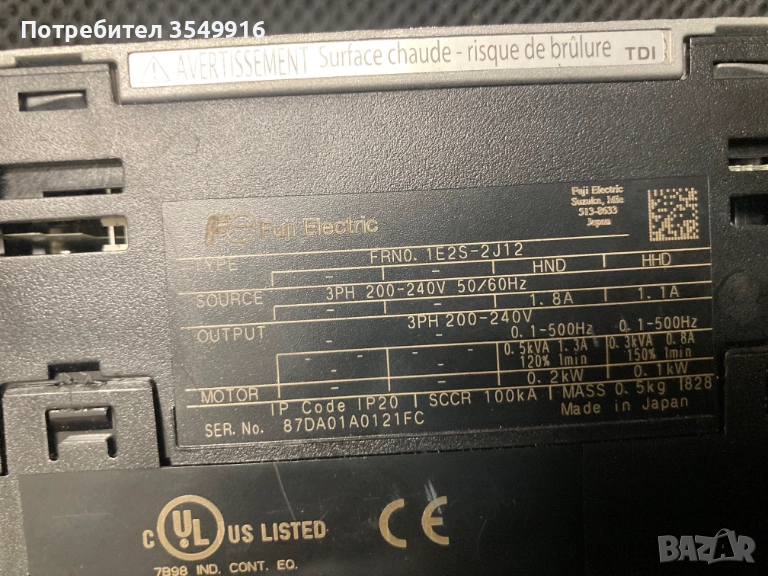 Потребител 3549916
AVERTISSEMENT Surface chaude - risque de brûlure TDI
Fuji Electric
Suzuka, Mie
513-8633
Japan
Fuji Electric
TYPE FRN0.1E2S-2J12
- - HND HHD
SOURCE 3PH 200-240V 50/60Hz
- - 1.8A 1.1A
OUTPUT 3PH 200-240V
- - 0.1-500Hz 0.1-500Hz
- - 0.5kVA 1.3A 0.3kVA 0.8A
- - 120% 1min 150% 1min
MOTOR - - 0.2kW 0.1kW
IP Code IP20 SCCR 100kA MASS 0.5kg 1828
SER. No. 87DA01A0121FC Made in Japan
C UL US LISTED CE
7B98 IND. CONT. EQ.
BAZAR